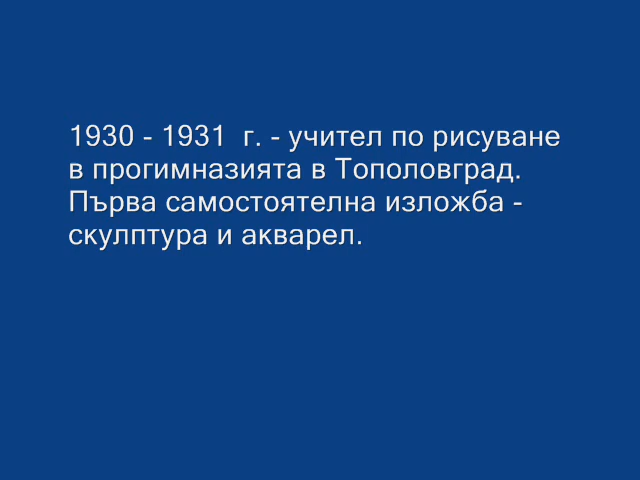 1930 - 1931  г. - учител по рисуване
в прогимназията в Тополовград.
Първа самостоятелна изложба -
скулптура и акварел.